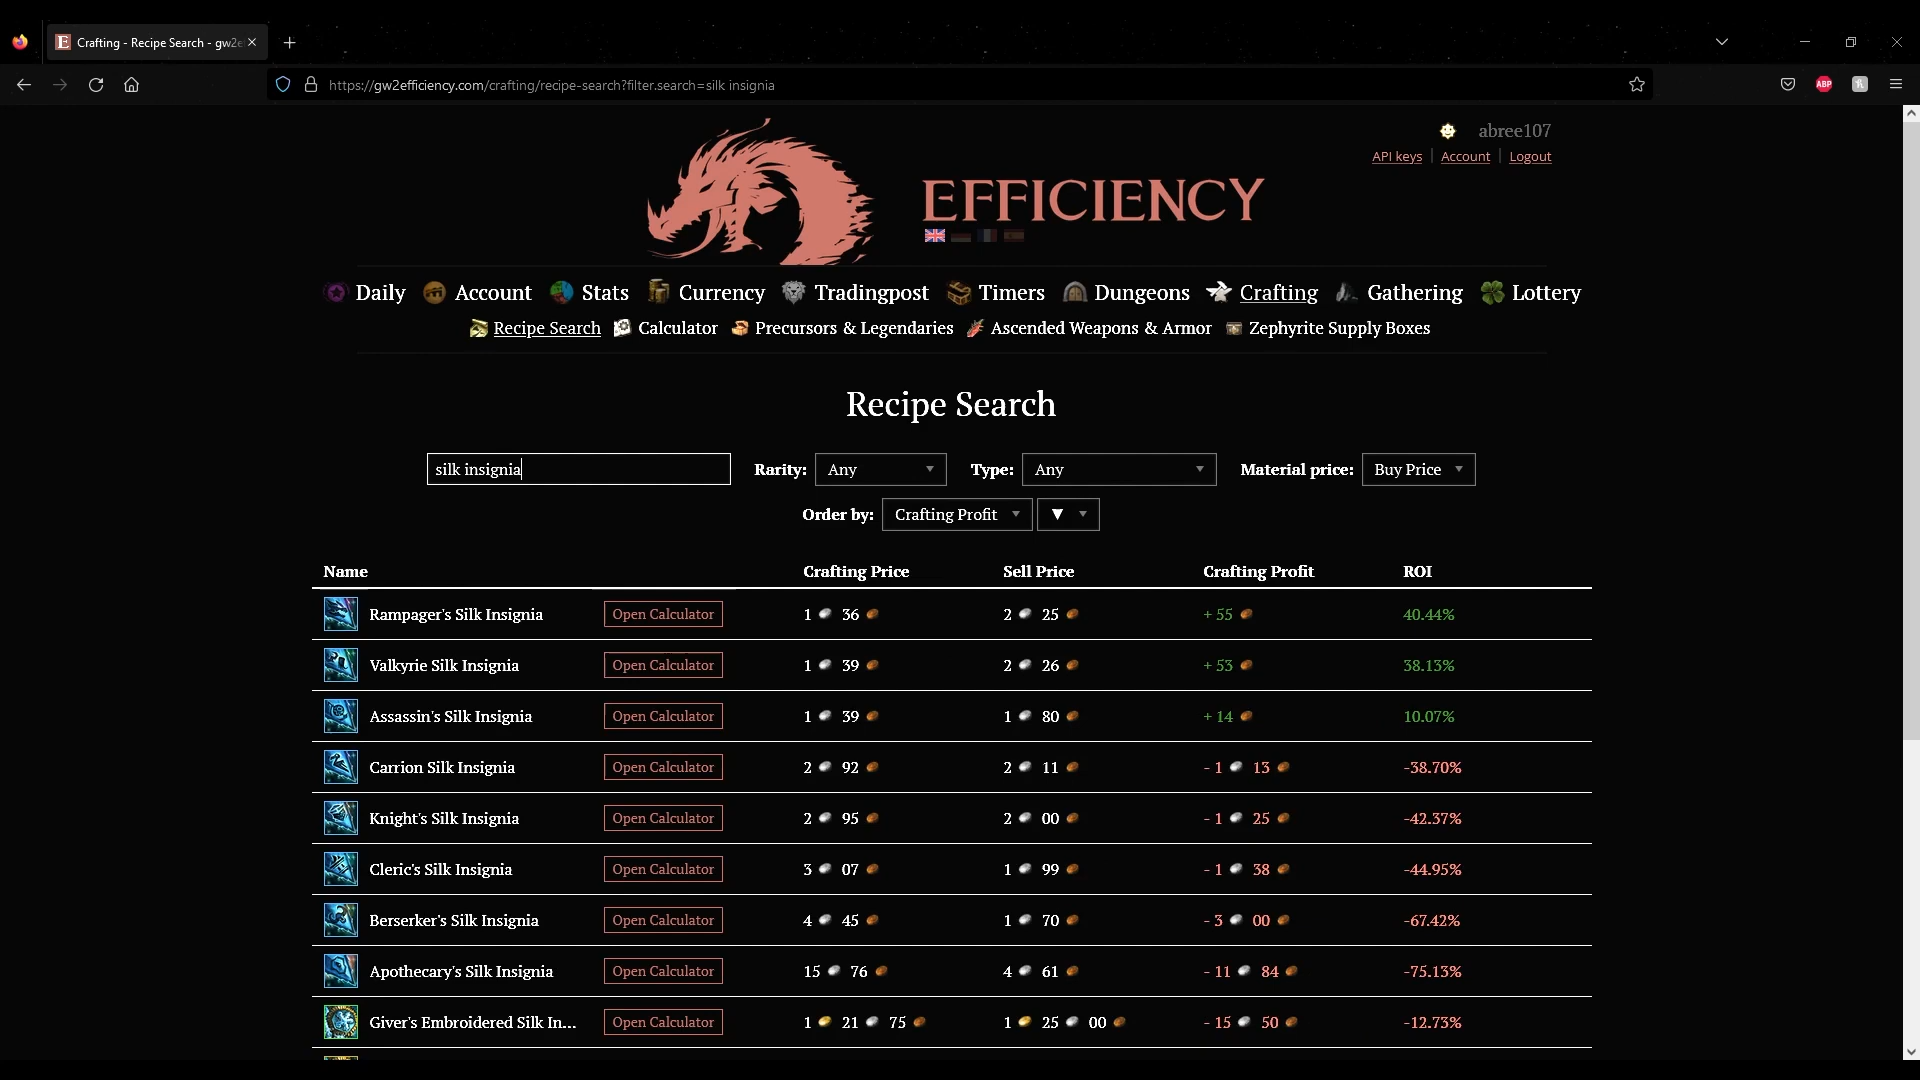 E Crafting - Recipe Search - gw2e
https://gw2efficiency.com/crafting/recipe-search?filter.search=silk insignia
ABP
abree107
API keys | Account | Logout
EFFICIENCY
Daily Account Stats Currency Tradingpost Timers Dungeons Crafting Gathering Lottery
Recipe Search Calculator Precursors & Legendaries Ascended Weapons & Armor Zephyrite Supply Boxes
Recipe Search
silk insignia Rarity: Any Type: Any Material price: Buy Price
Order by: Crafting Profit ▼
Name Crafting Price Sell Price Crafting Profit ROI
Rampager's Silk Insignia Open Calculator 1 36 2 25 + 55 40.44%
Valkyrie Silk Insignia Open Calculator 1 39 2 26 + 53 38.13%
Assassin's Silk Insignia Open Calculator 1 39 1 80 + 14 10.07%
Carrion Silk Insignia Open Calculator 2 92 2 11 - 1 13 -38.70%
Knight's Silk Insignia Open Calculator 2 95 2 00 - 1 25 -42.37%
Cleric's Silk Insignia Open Calculator 3 07 1 99 - 1 38 -44.95%
Berserker's Silk Insignia Open Calculator 4 45 1 70 - 3 00 -67.42%
Apothecary's Silk Insignia Open Calculator 15 76 4 61 - 11 84 -75.13%
Giver's Embroidered Silk In... Open Calculator 1 21 75 1 25 00 - 15 50 -12.73%